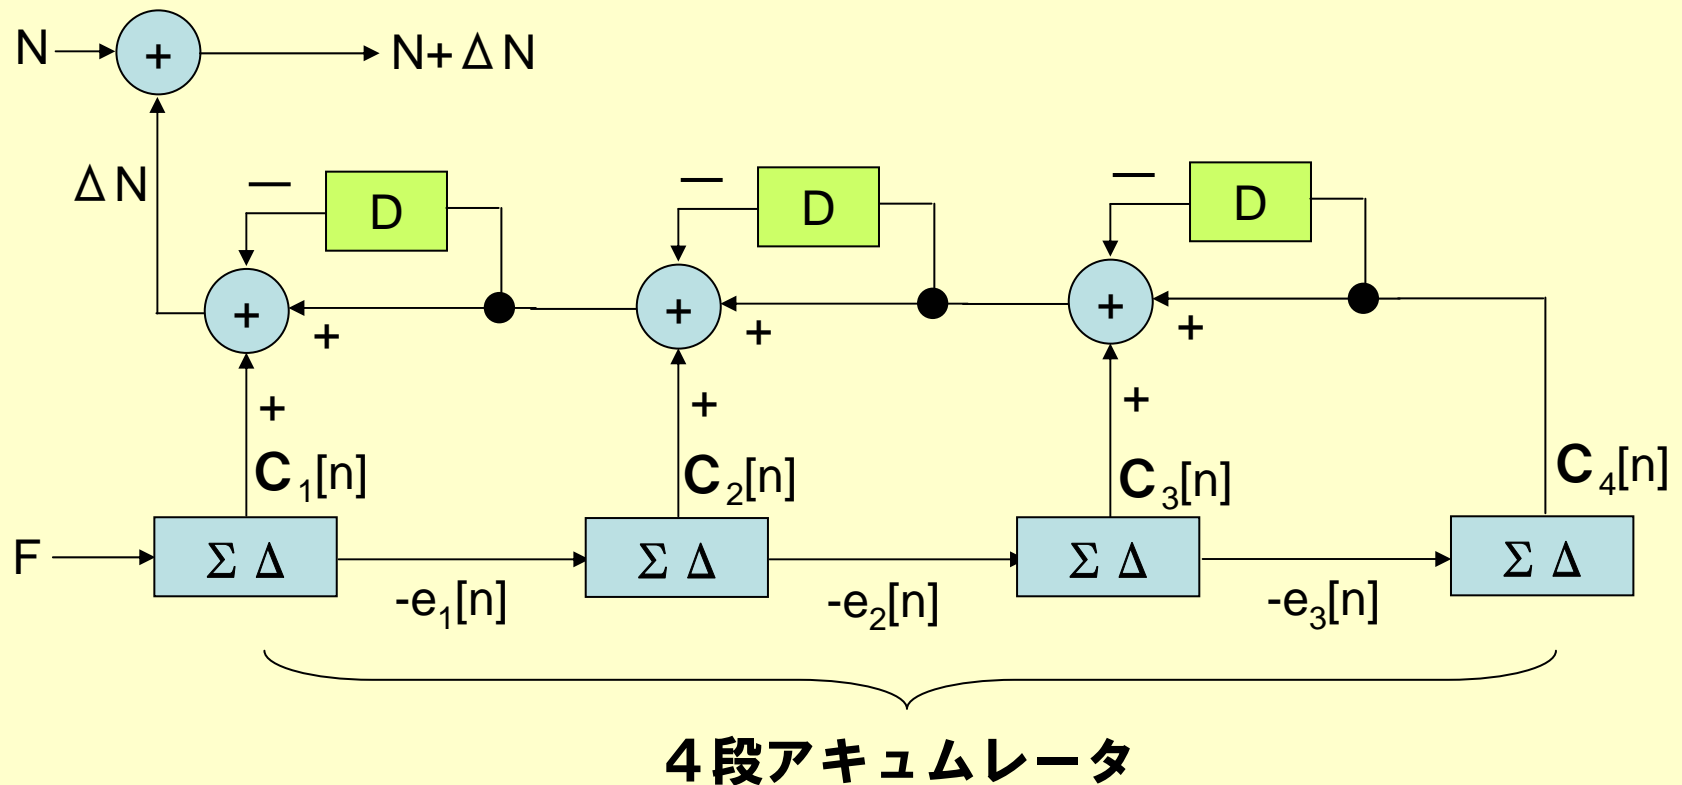 N + N+ΔN
ΔN — D — D — D
+ + +
+ + +
+ + +
C1[n] C2[n] C3[n] C4[n]
F ΣΔ ΣΔ ΣΔ ΣΔ
-e1[n] -e2[n] -e3[n]
4段アキュムレータ